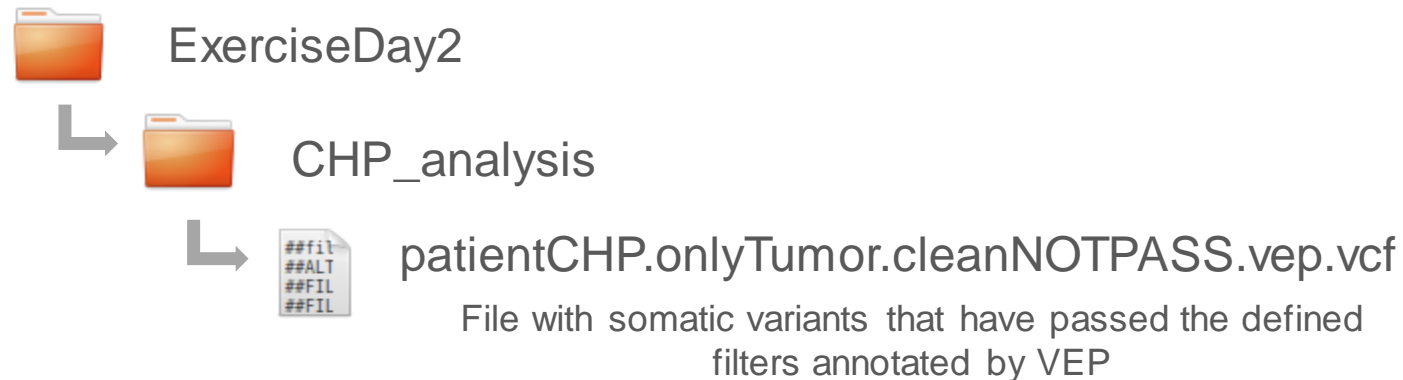 ExerciseDay2
CHP_analysis
##fil
##ALT
##FIL
##FIL
patientCHP.onlyTumor.cleanNOTPASS.vep.vcf
File with somatic variants that have passed the defined
filters annotated by VEP